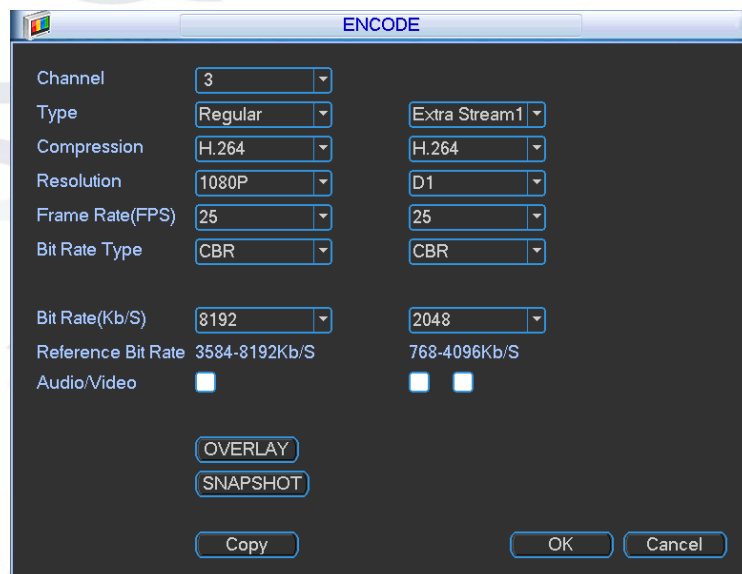 ENCODE
Channel 3
Type Regular Extra Stream1
Compression H.264 H.264
Resolution 1080P D1
Frame Rate(FPS) 25 25
Bit Rate Type CBR CBR
Bit Rate(Kb/S) 8192 2048
Reference Bit Rate 3584-8192Kb/S 768-4096Kb/S
Audio/Video
OVERLAY
SNAPSHOT
Copy OK Cancel